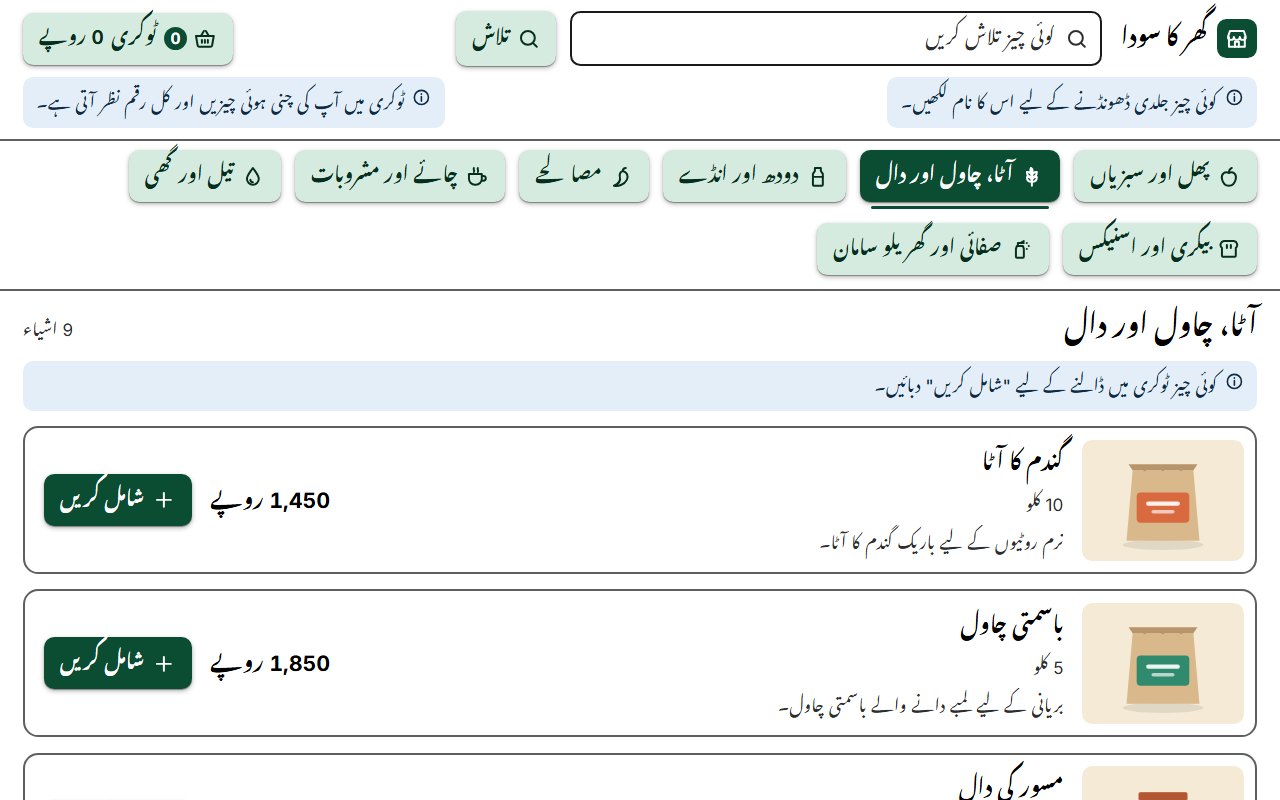 گھر کا سودا
کوئی چیز تلاش کریں
تلاش
ٹوکری 0 0 روپے
کوئی چیز جلدی ڈھونڈنے کے لیے اس کا نام لکھیں۔
ٹوکری میں آپ کی چنی ہوئی چیزیں اور کل رقم نظر آتی ہے۔
پھل اور سبزیاں
آٹا، چاول اور دال
دودھ اور انڈے
مصالحے
چائے اور مشروبات
تیل اور گھی
بیکری اور اسنیکس
صفائی اور گھریلو سامان
آٹا، چاول اور دال
9 اشیاء
کوئی چیز ٹوکری میں ڈالنے کے لیے "شامل کریں" دبائیں۔
گندم کا آٹا
10 کلو
نرم روٹیوں کے لیے باریک گندم کا آٹا۔
1,450 روپے
شامل کریں
باسمتی چاول
5 کلو
بریانی کے لیے لمبے دانے والے باسمتی چاول۔
1,850 روپے
شامل کریں
مسور کی دال